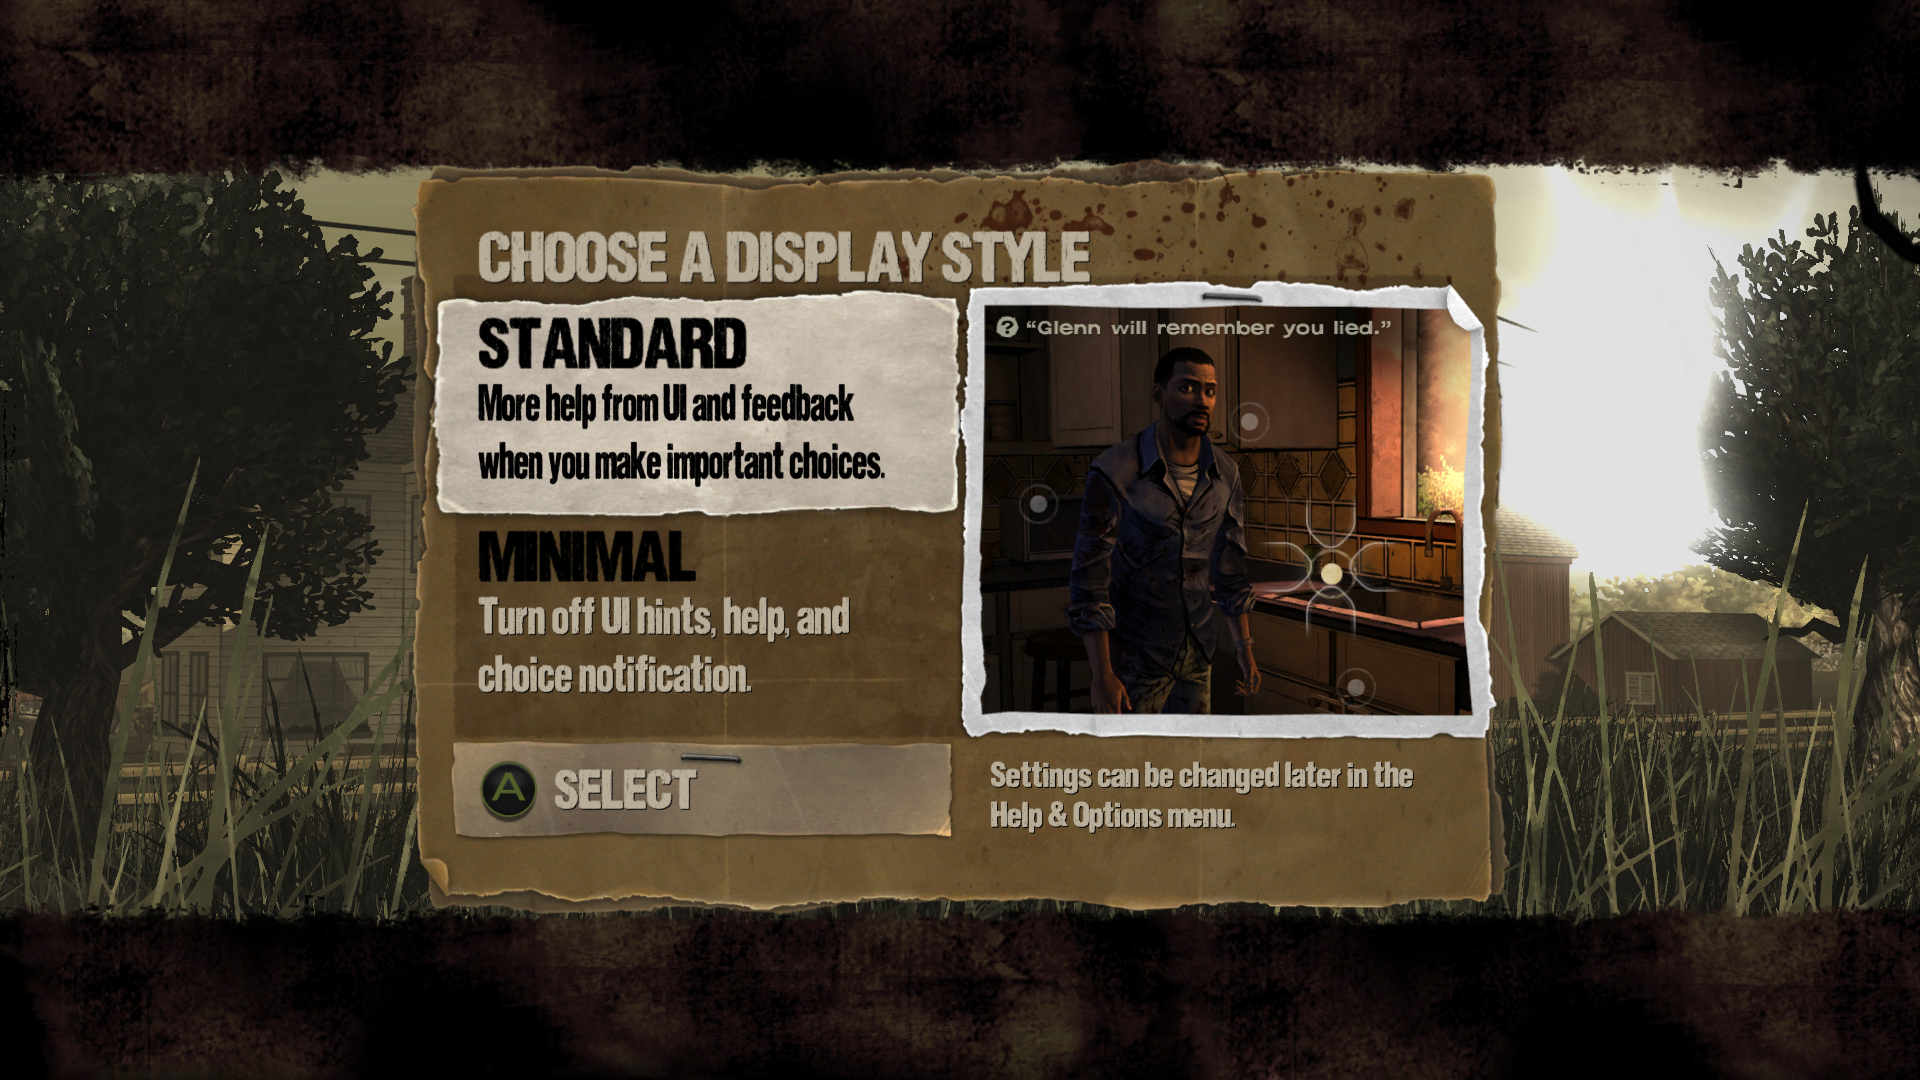 CHOOSE A DISPLAY STYLE
STANDARD
More help from UI and feedback
when you make important choices.
MINIMAL
Turn off UI hints, help, and
choice notification.
A SELECT
? “Glenn will remember you lied.”
Settings can be changed later in the
Help & Options menu.